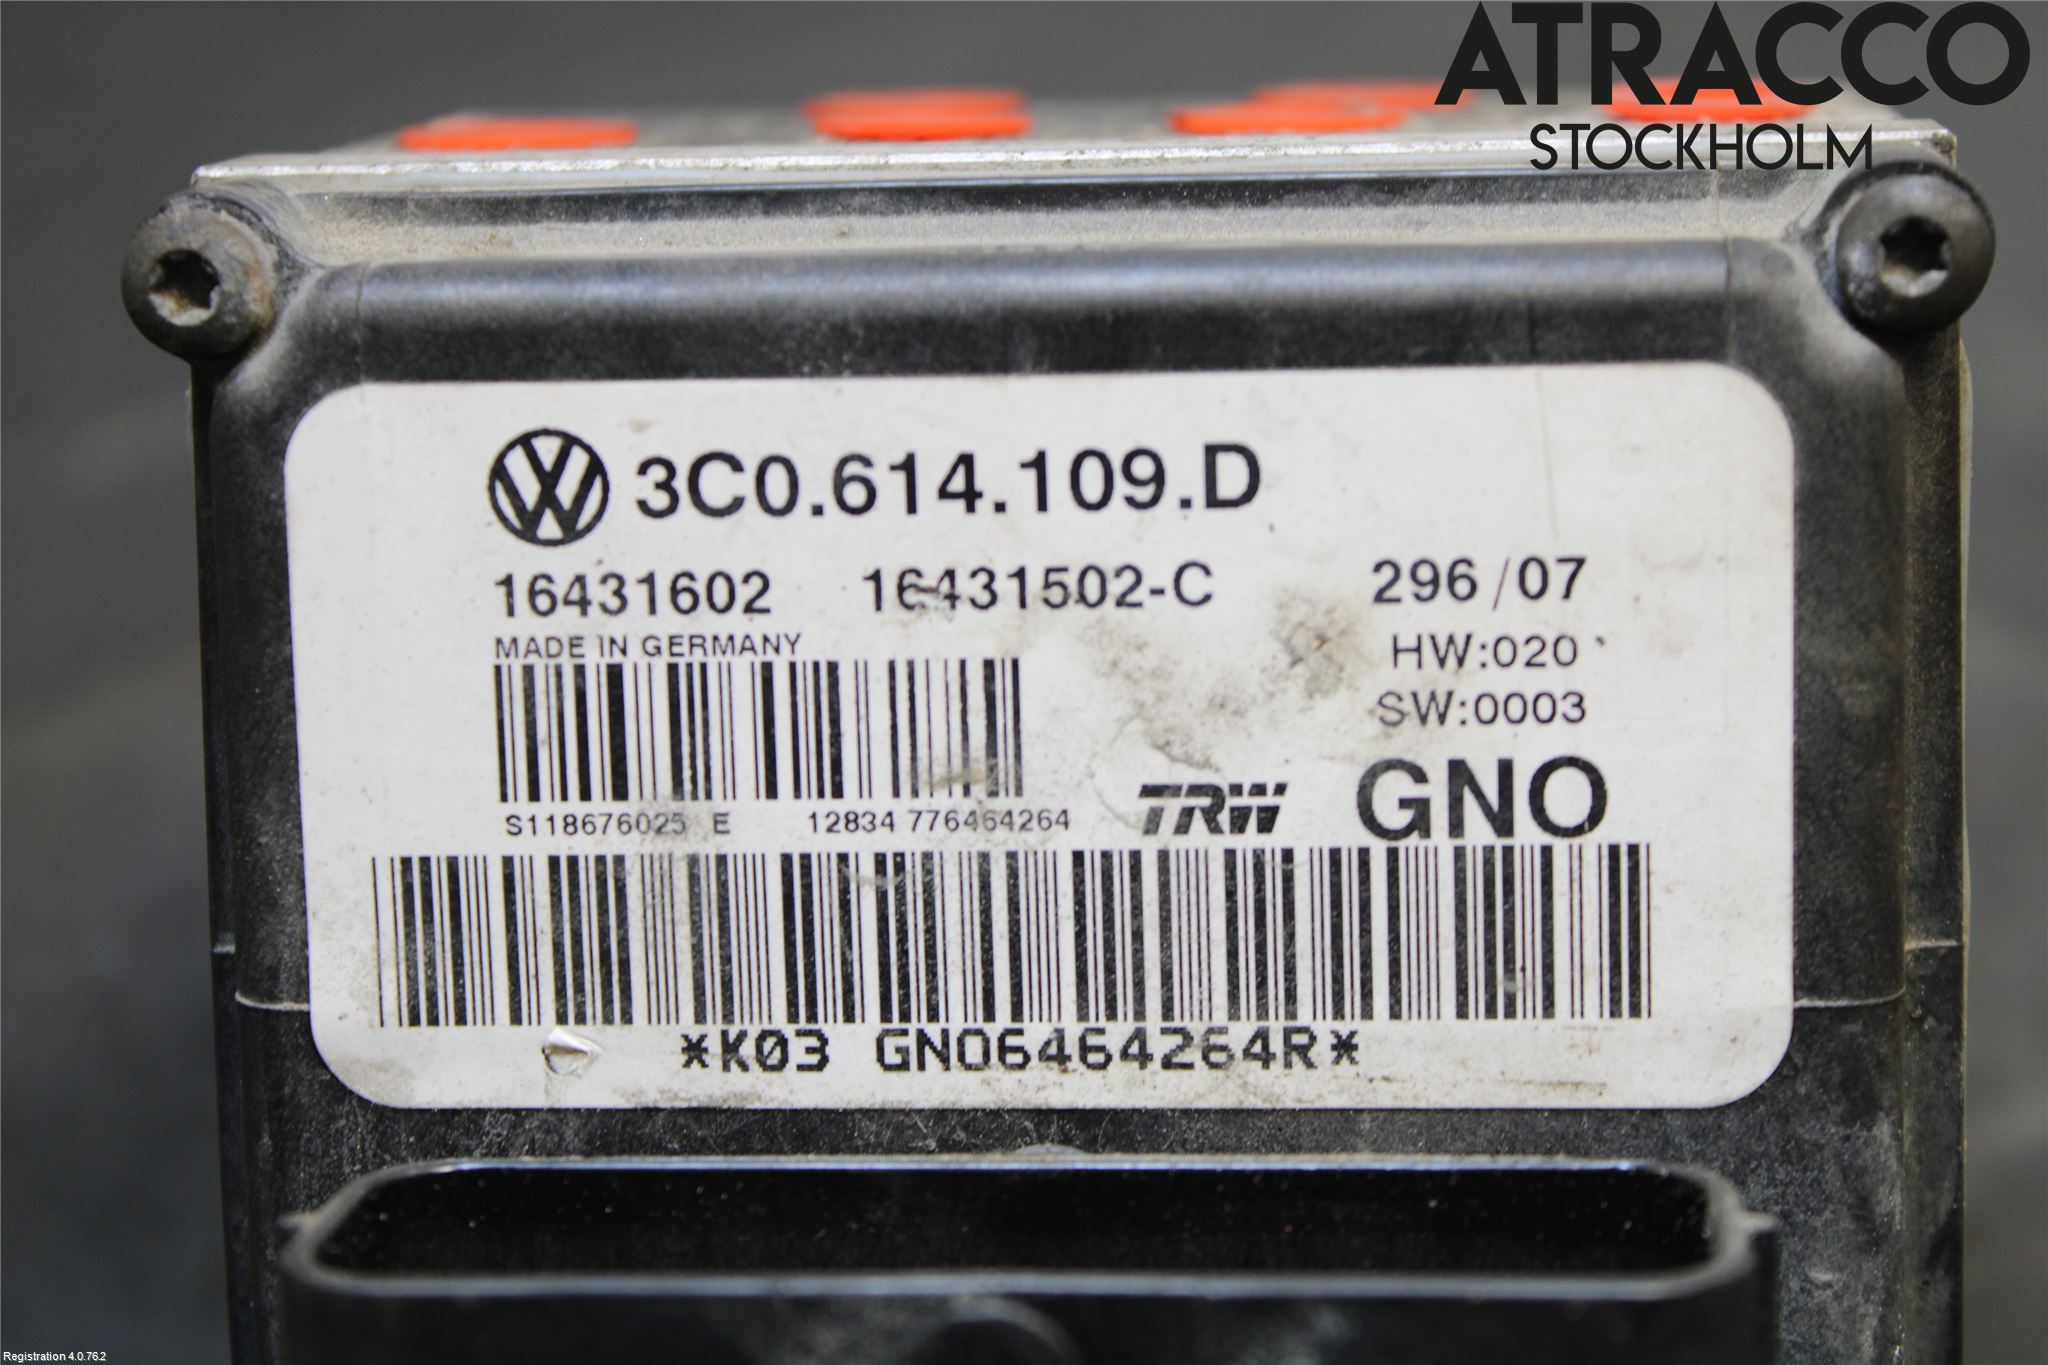 ATRACCO
STOCKHOLM
3C0.614.109.D
16431602 16431502-C 296/07
MADE IN GERMANY HW:020
SW:0003
S118676025 E 12834 776464264 TRW GNO
*K03 GNO6464264R*
Registration 4.0.76.2